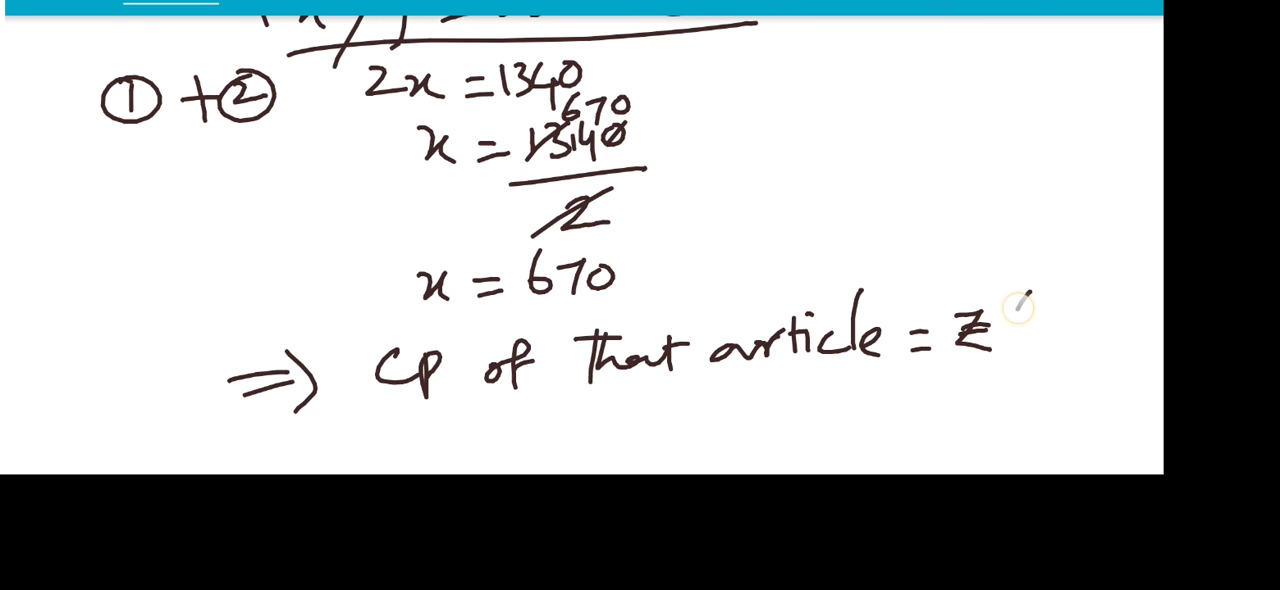 ① + ② 2x = 1340
670
x = 1340
2
x = 670
⇒ CP of That article = ₹